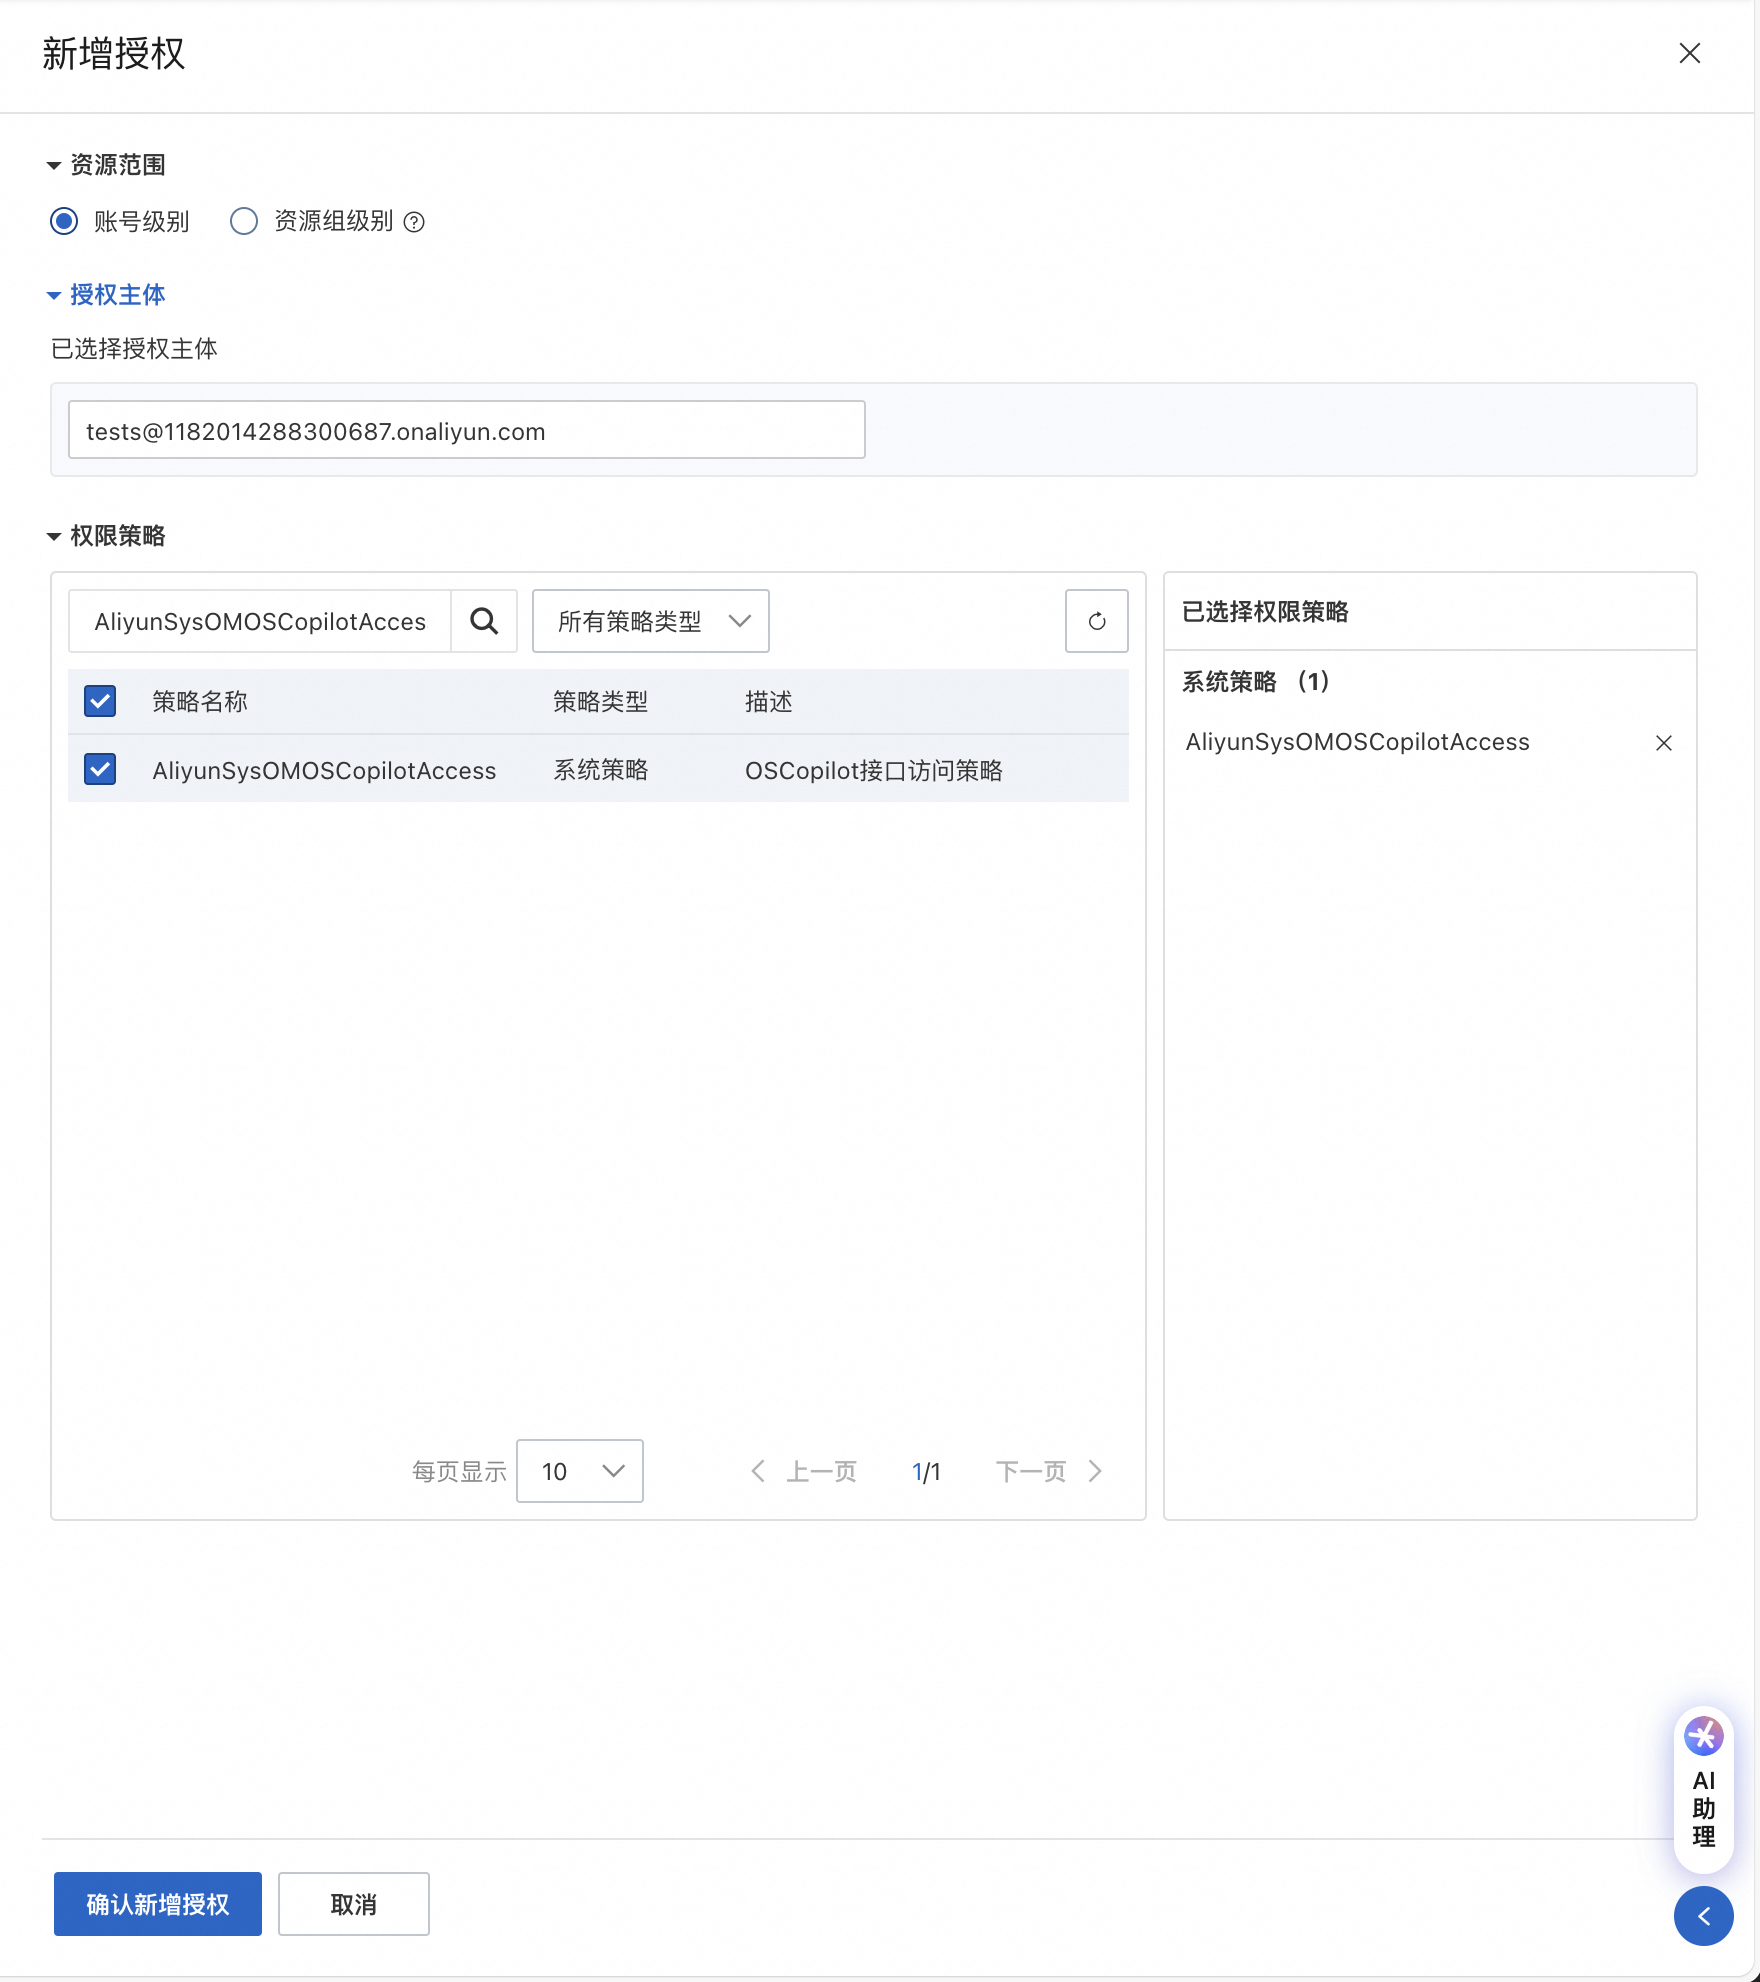 新增授权
资源范围
账号级别 资源组级别
授权主体
已选择授权主体
tests@1182014288300687.onaliyun.com
权限策略
AliyunSysOMOSCopilotAcces 所有策略类型
策略名称 策略类型 描述
AliyunSysOMOSCopilotAccess 系统策略 OSCopilot接口访问策略
每页显示 10 上一页 1/1 下一页
已选择权限策略
系统策略 （1）
AliyunSysOMOSCopilotAccess
AI
助
理
确认新增授权 取消